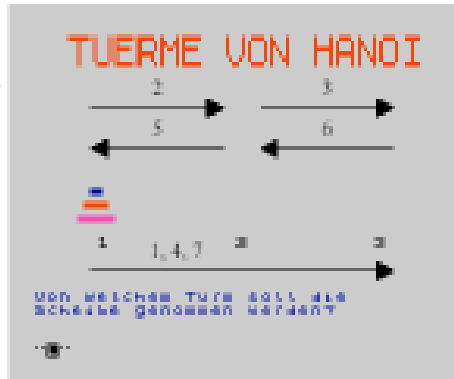 TUERME VON HANOI
2 3
5 6
1 2 3
1, 4, 7
Von welchem Turm soll die
Scheibe genommen werden?